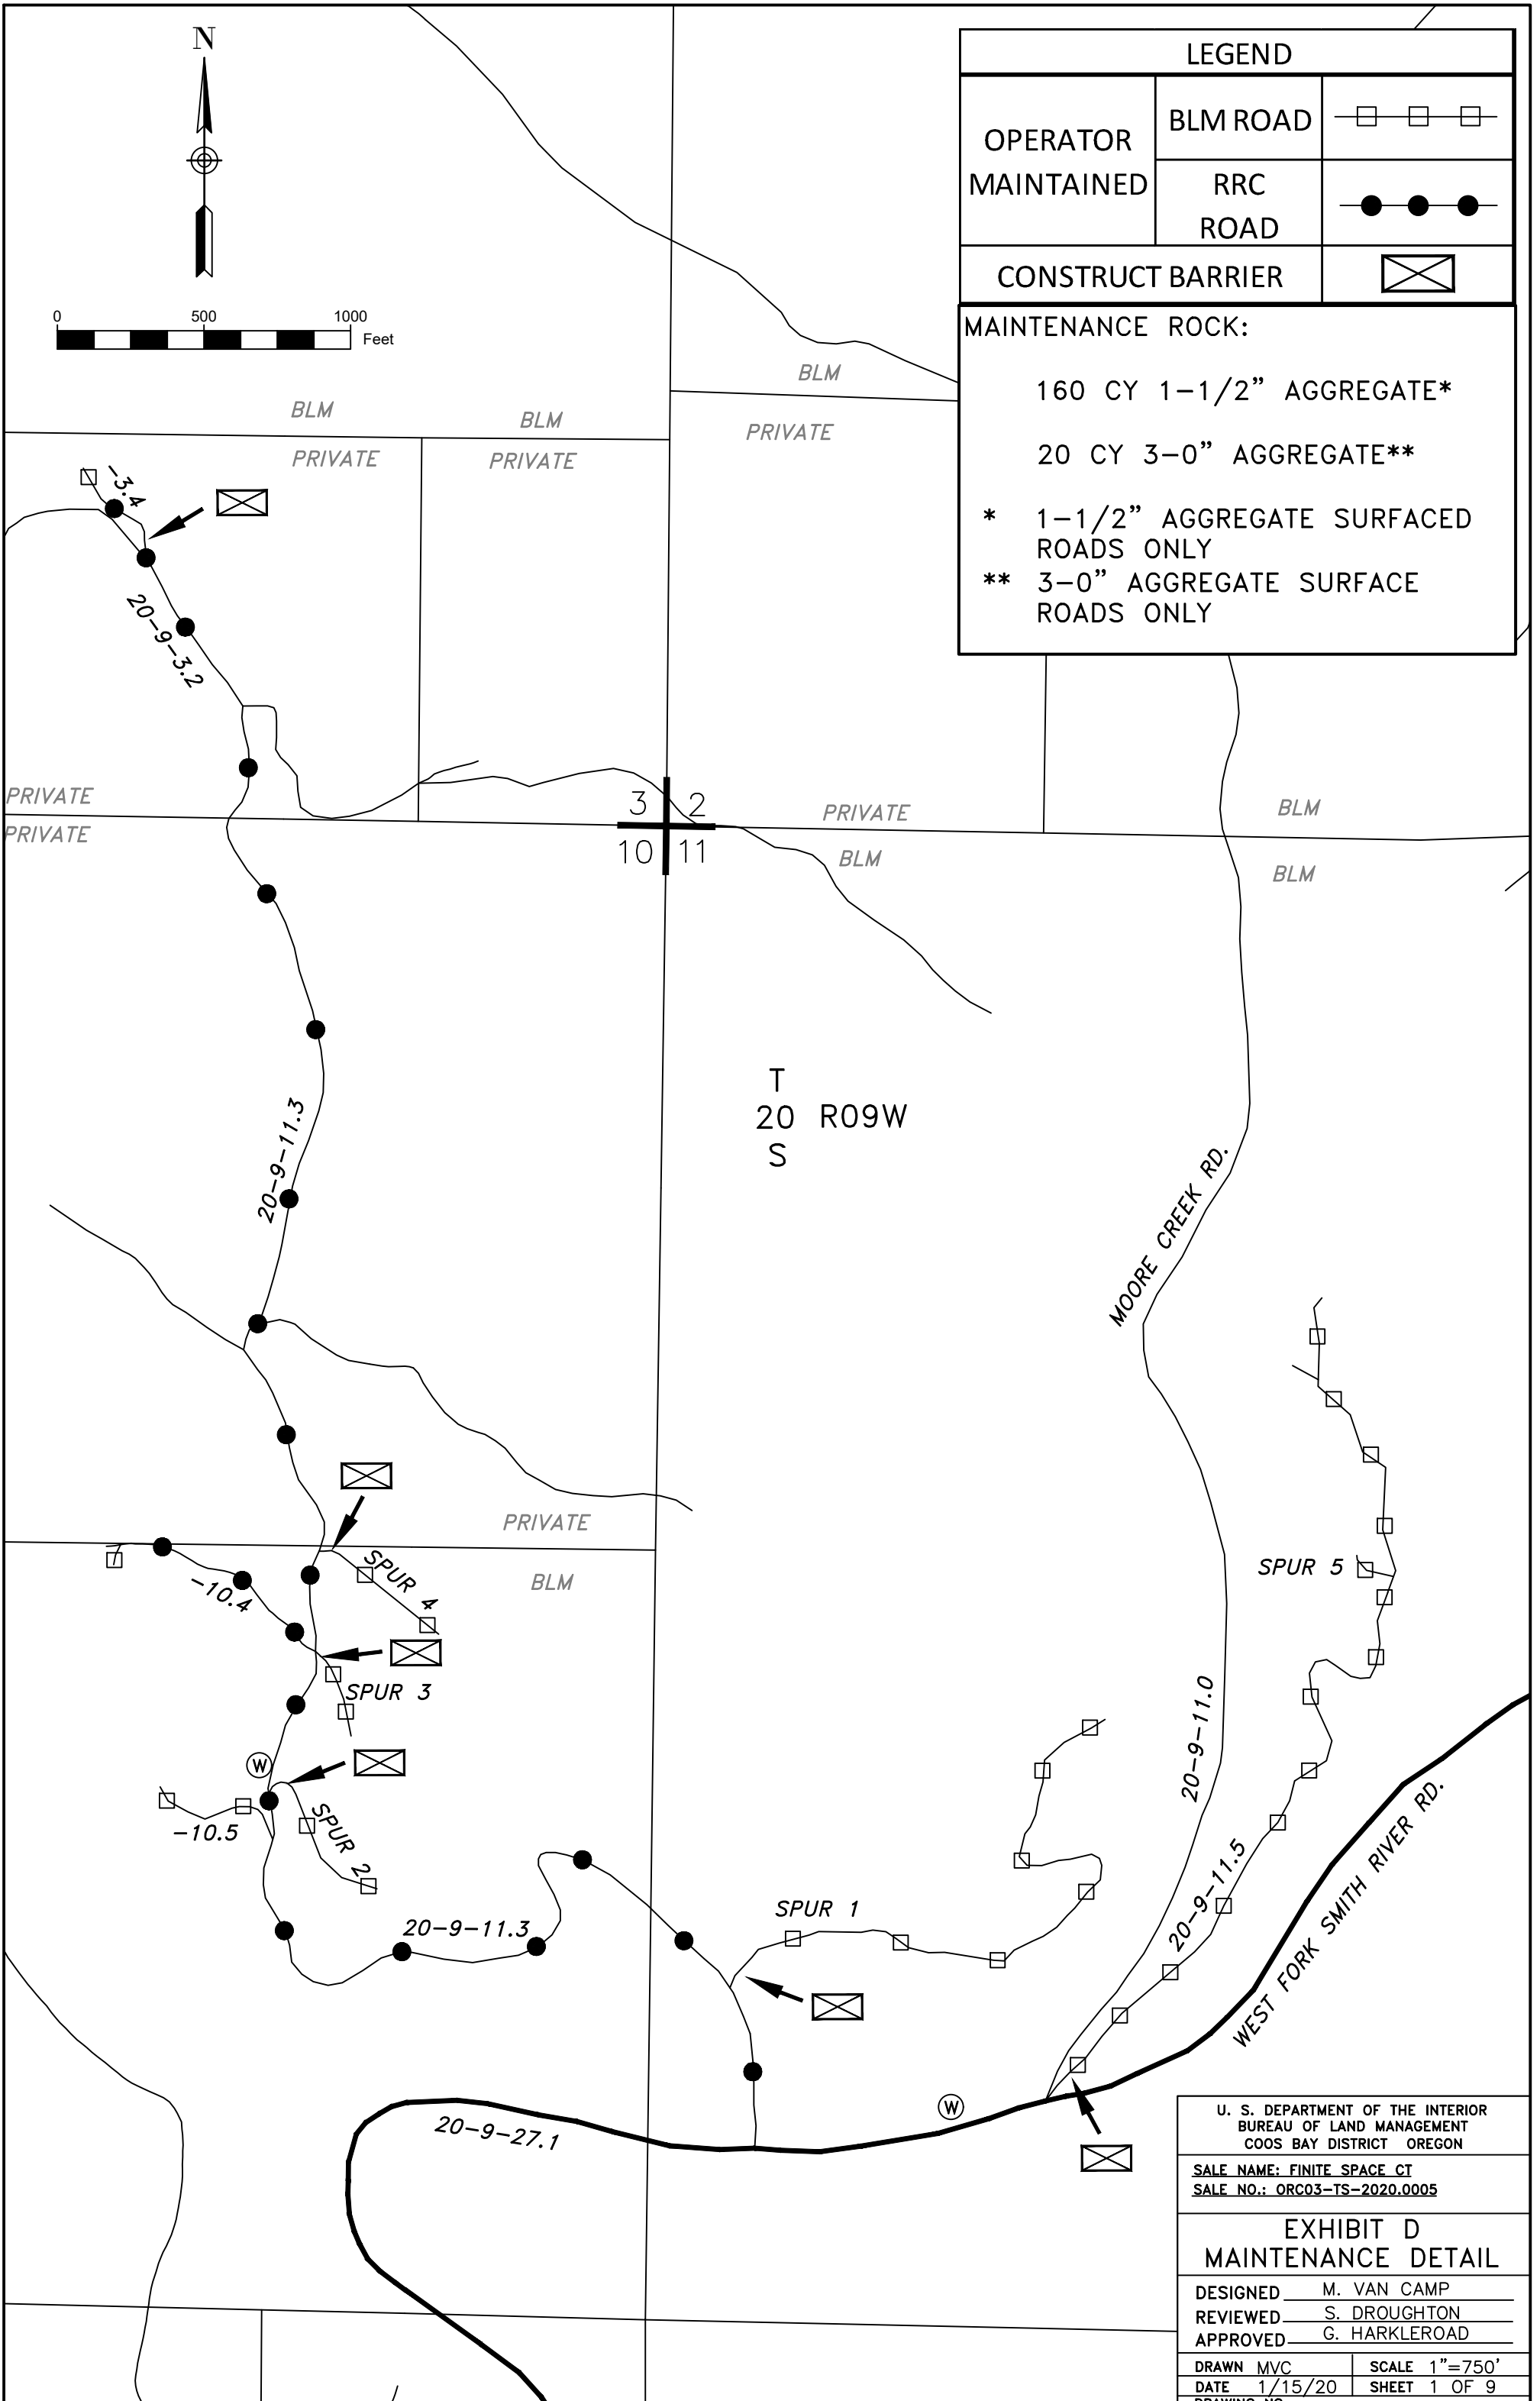 N
0 500 1000
Feet
LEGEND
OPERATOR MAINTAINED
BLM ROAD
RRC ROAD
CONSTRUCT BARRIER
MAINTENANCE ROCK:
160 CY 1-1/2" AGGREGATE*
20 CY 3-0" AGGREGATE**
* 1-1/2" AGGREGATE SURFACED
ROADS ONLY
** 3-0" AGGREGATE SURFACE
ROADS ONLY
BLM
BLM
BLM
PRIVATE
PRIVATE
PRIVATE
-3.4
20-9-3.2
PRIVATE
PRIVATE
3 2
10 11
PRIVATE
BLM
BLM
BLM
T
20 R09W
S
20-9-11.3
MOORE CREEK RD.
PRIVATE
BLM
SPUR 4
-10.4
SPUR 3
SPUR 5
W
-10.5
SPUR 2
20-9-11.3
SPUR 1
20-9-11.0
20-9-11.5
WEST FORK SMITH RIVER RD.
W
20-9-27.1
U. S. DEPARTMENT OF THE INTERIOR
BUREAU OF LAND MANAGEMENT
COOS BAY DISTRICT OREGON
SALE NAME: FINITE SPACE CT
SALE NO.: ORC03-TS-2020.0005
EXHIBIT D
MAINTENANCE DETAIL
DESIGNED M. VAN CAMP
REVIEWED S. DROUGHTON
APPROVED G. HARKLEROAD
DRAWN MVC SCALE 1"=750'
DATE 1/15/20 SHEET 1 OF 9